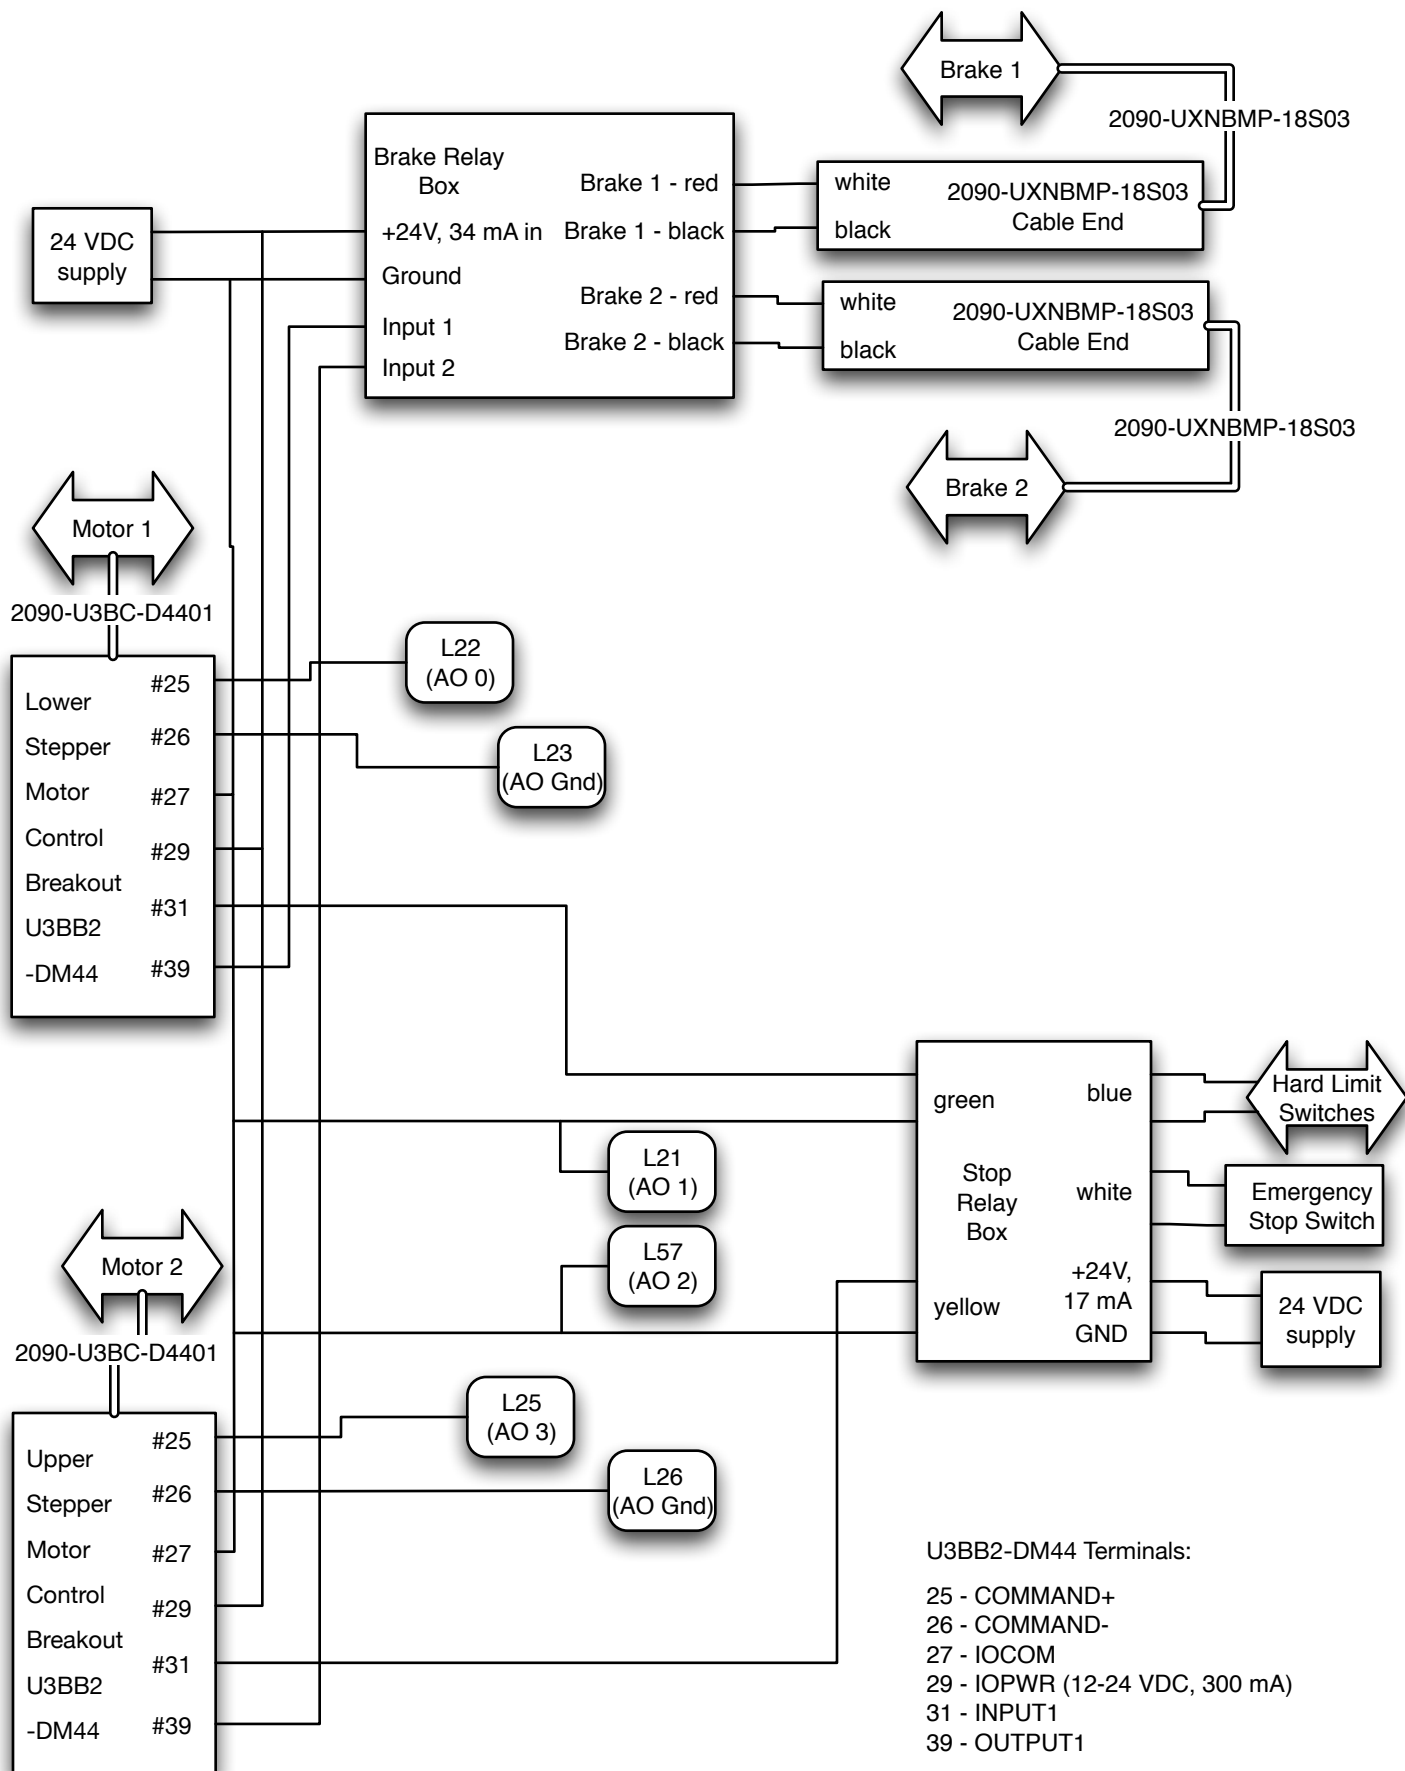 Brake 1
2090-UXNBMP-18S03
Brake Relay
Box
+24V, 34 mA in
Ground
Input 1
Input 2
Brake 1 - red
Brake 1 - black
Brake 2 - red
Brake 2 - black
white
black
2090-UXNBMP-18S03
Cable End
24 VDC
supply
white
black
2090-UXNBMP-18S03
Cable End
2090-UXNBMP-18S03
Brake 2
Motor 1
2090-U3BC-D4401
Lower
Stepper
Motor
Control
Breakout
U3BB2
-DM44
#25
#26
#27
#29
#31
#39
L22
(AO 0)
L23
(AO Gnd)
green
yellow
Stop
Relay
Box
blue
white
+24V,
17 mA
GND
Hard Limit
Switches
Emergency
Stop Switch
24 VDC
supply
L21
(AO 1)
L57
(AO 2)
Motor 2
2090-U3BC-D4401
Upper
Stepper
Motor
Control
Breakout
U3BB2
-DM44
#25
#26
#27
#29
#31
#39
L25
(AO 3)
L26
(AO Gnd)
U3BB2-DM44 Terminals:
25 - COMMAND+
26 - COMMAND-
27 - IOCOM
29 - IOPWR (12-24 VDC, 300 mA)
31 - INPUT1
39 - OUTPUT1